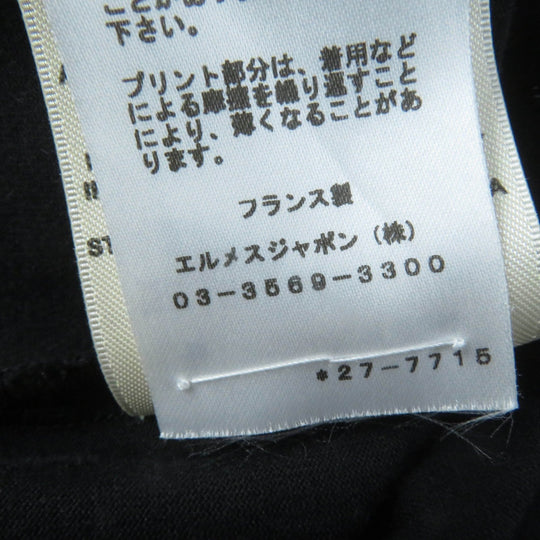 下さい。
プリント部分は、着用など
による摩擦を繰り返すこと
により、薄くなることがあ
ります。
フランス製
エルメスジャポン（株）
03-3569-3300
*27-7715